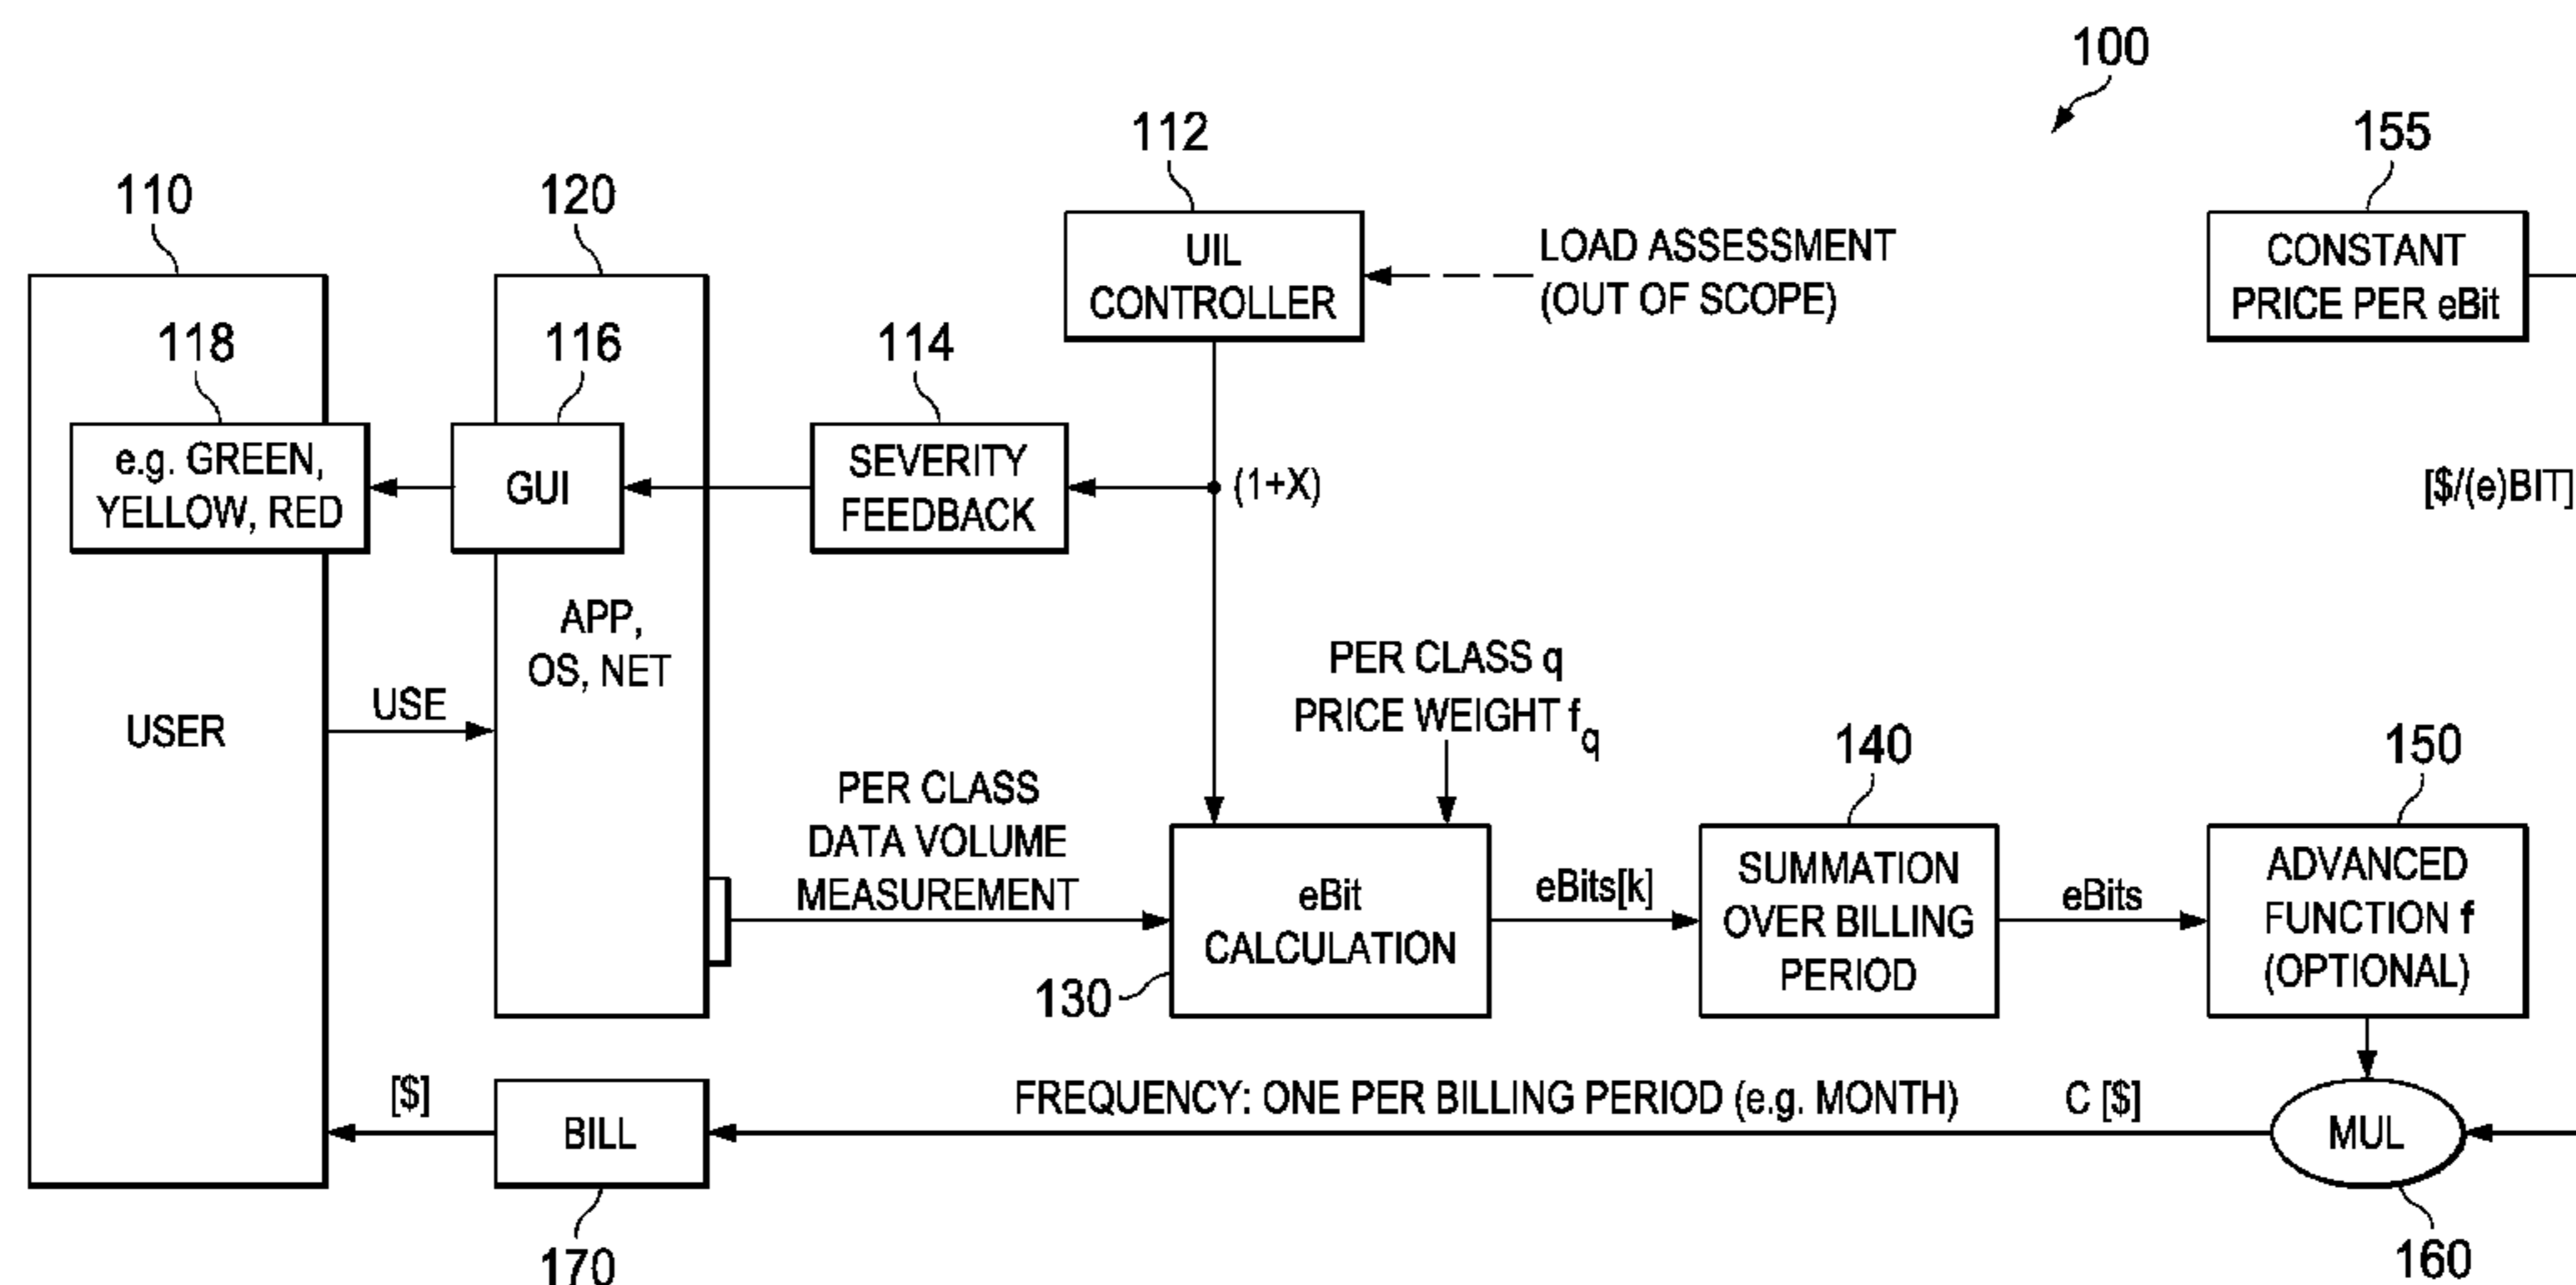 100
112
155
110
120
UIL
CONTROLLER
LOAD ASSESSMENT
(OUT OF SCOPE)
CONSTANT
PRICE PER eBit
118
116
114
e.g. GREEN,
YELLOW, RED
GUI
SEVERITY
FEEDBACK
(1+X)
[$/(e)BIT]
APP,
OS, NET
USER
USE
PER CLASS q
PRICE WEIGHT fq
140
150
PER CLASS
DATA VOLUME
MEASUREMENT
eBit
CALCULATION
130
eBits[k]
SUMMATION
OVER BILLING
PERIOD
eBits
ADVANCED
FUNCTION f
(OPTIONAL)
[$]
BILL
FREQUENCY: ONE PER BILLING PERIOD (e.g. MONTH)
C [$]
MUL
170
160